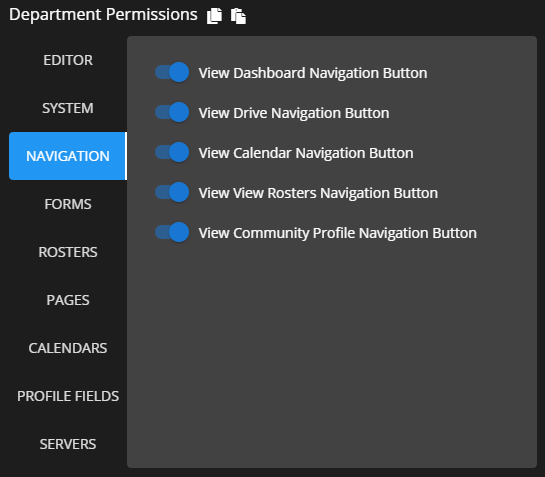 Department Permissions
EDITOR
SYSTEM
NAVIGATION
FORMS
ROSTERS
PAGES
CALENDARS
PROFILE FIELDS
SERVERS
View Dashboard Navigation Button
View Drive Navigation Button
View Calendar Navigation Button
View View Rosters Navigation Button
View Community Profile Navigation Button